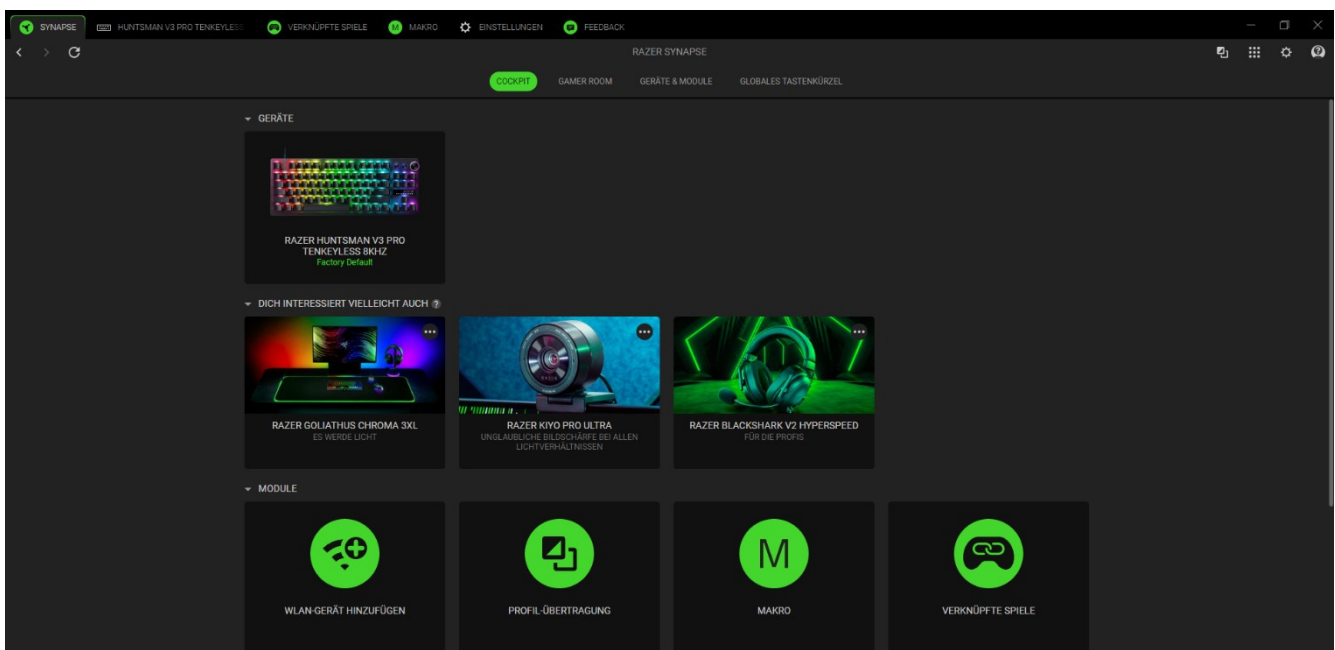 SYNAPSE
HUNTSMAN V3 PRO TENKEYLESS
VERKNÜPFTE SPIELE
M MAKRO
EINSTELLUNGEN
FEEDBACK
RAZER SYNAPSE
COCKPIT
GAMER ROOM
GERÄTE & MODULE
GLOBALES TASTENKÜRZEL
GERÄTE
RAZER HUNTSMAN V3 PRO
TENKEYLESS 8KHZ
Factory Default
DICH INTERESSIERT VIELLEICHT AUCH ?
RAZER GOLIATHUS CHROMA 3XL
ES WERDE LICHT
RAZER KIYO PRO ULTRA
UNGLAUBLICHE BILDSCHÄRFE BEI ALLEN
LICHTVERHÄLTNISSEN
RAZER BLACKSHARK V2 HYPERSPEED
FÜR DIE PROFIS
MODULE
WLAN-GERÄT HINZUFÜGEN
PROFIL-ÜBERTRAGUNG
M
MAKRO
VERKNÜPFTE SPIELE